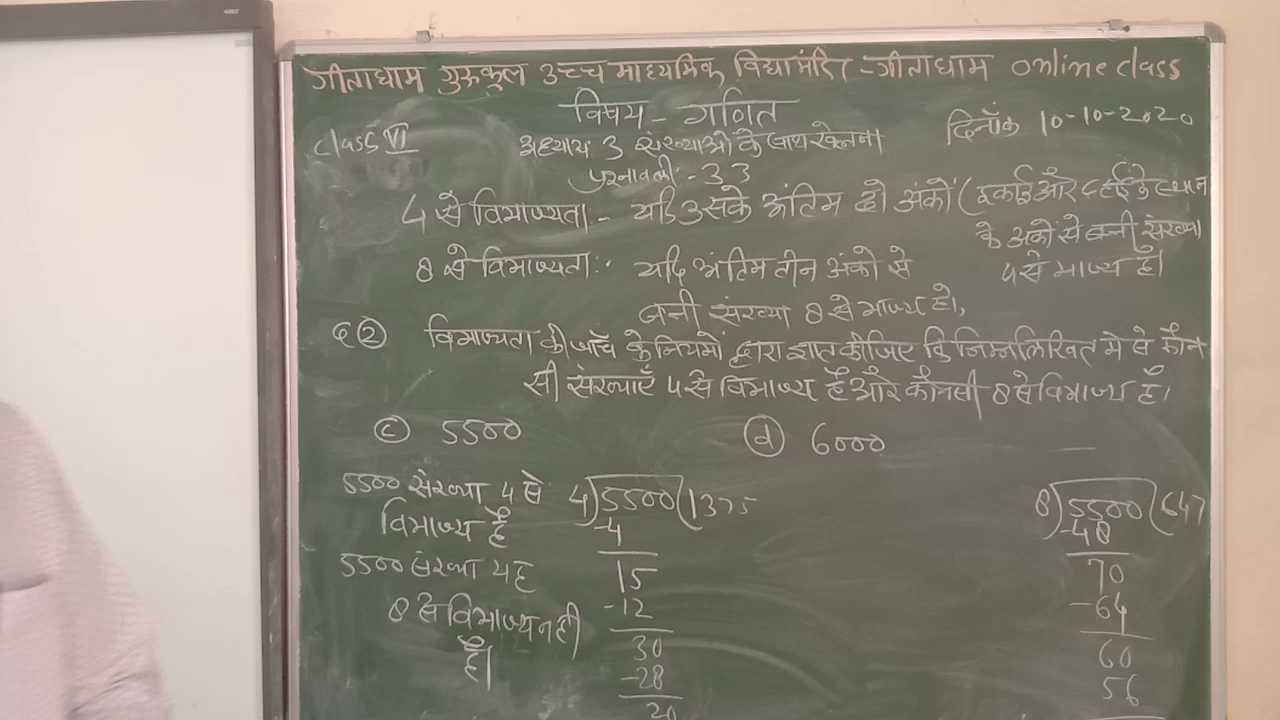 गीताधाम गुरुकुल उच्च माध्यमिक विद्या मंदिर - गीताधाम online class
विषय - गणित
class VI
दिनाँक 10-10-2020
अध्याय 3 संख्याओ के साथ खेलना
प्रश्नावली - 3 3
4 से विभाज्यता :- यदि उसके अंतिम दो अंकों (इकाई और दहाई के स्थान
के अंको से बनी संख्या
4 से भाज्य है।
8 से विभाज्यता :- यदि अंतिम तीन अंको से
बनी संख्या 8 से भाज्य हो।
② विभाज्यता की जाँच के नियमों द्वारा ज्ञात कीजिए कि निम्नलिखित मे से कौन
सी संख्याएँ 4 से विभाज्य हैं और कौनसी 8 से विभाज्य है।
ⓒ 5500
ⓓ 6000
5500 संख्या 4 से
विभाज्य है
5500 संख्या यह
8 से विभाज्य नही
है।
4)5500(1375
-4
15
-12
30
-28
20
8)5500(647
-48
70
-64
60
56